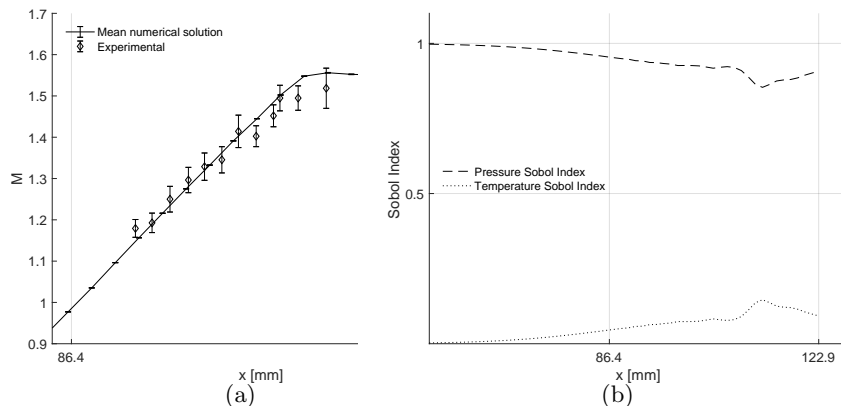 1.7
1.6
1.5
1.4
1.3
1.2
1.1
1
0.9
M
Mean numerical solution
Experimental
86.4
x [mm]
(a)
1
0.5
Sobol Index
Pressure Sobol Index
Temperature Sobol Index
86.4
122.9
x [mm]
(b)